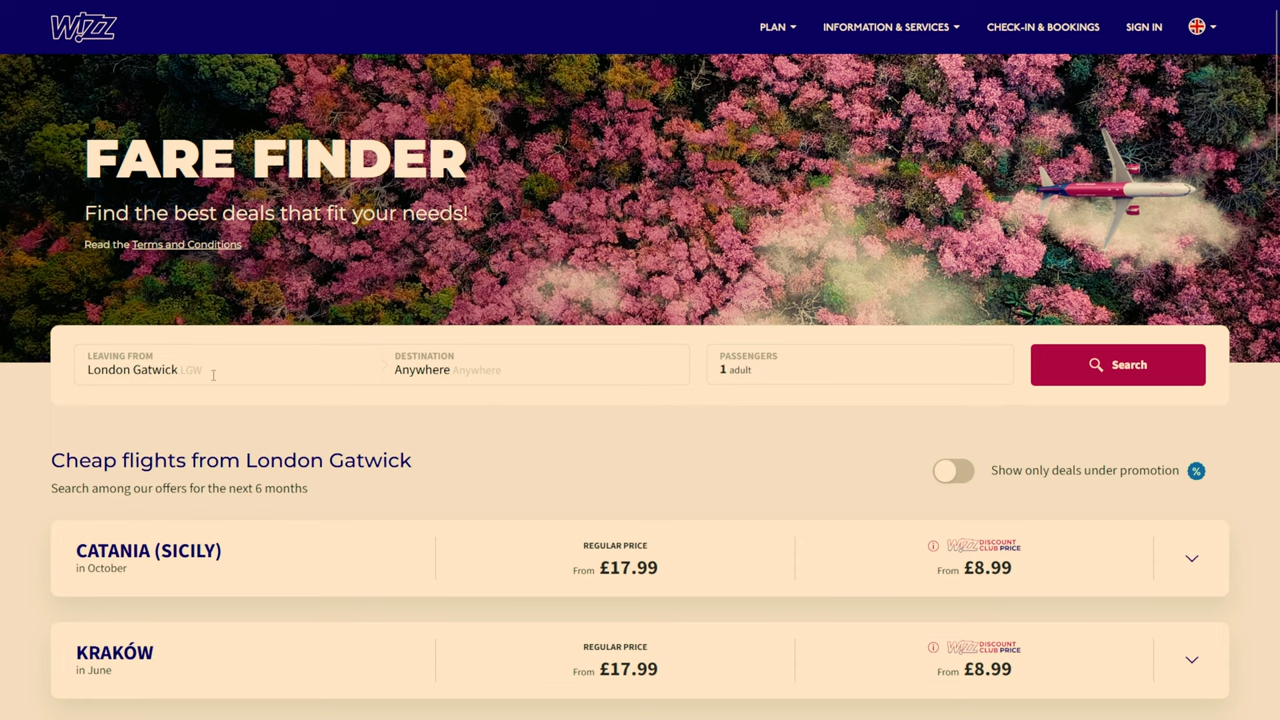 WIZZ
PLAN INFORMATION & SERVICES CHECK-IN & BOOKINGS SIGN IN
FARE FINDER
Find the best deals that fit your needs!
Read the Terms and Conditions
LEAVING FROM
London Gatwick LGW
DESTINATION
Anywhere Anywhere
PASSENGERS
1 adult
Search
Cheap flights from London Gatwick
Search among our offers for the next 6 months
Show only deals under promotion %
CATANIA (SICILY)
in October
REGULAR PRICE
From £17.99
WIZZ DISCOUNT CLUB PRICE
From £8.99
KRAKÓW
in June
REGULAR PRICE
From £17.99
WIZZ DISCOUNT CLUB PRICE
From £8.99